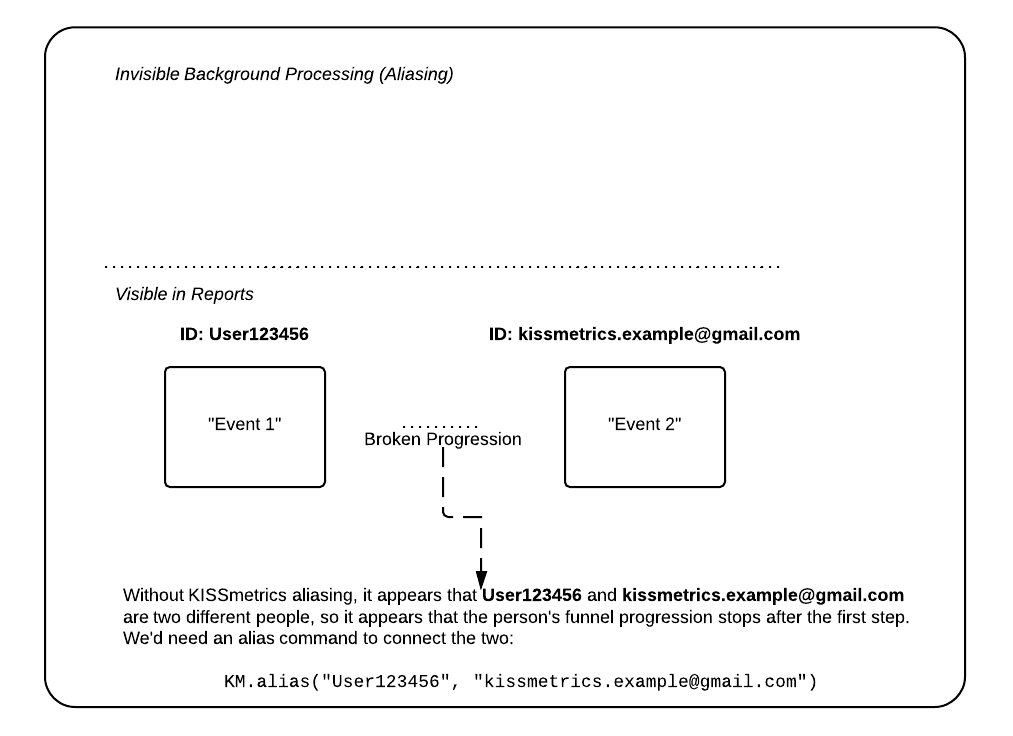 Invisible Background Processing (Aliasing)
Visible in Reports
ID: User123456
ID: kissmetrics.example@gmail.com
"Event 1"
"Event 2"
Broken Progression
Without KISSmetrics aliasing, it appears that User123456 and kissmetrics.example@gmail.com
are two different people, so it appears that the person's funnel progression stops after the first step.
We'd need an alias command to connect the two:
KM.alias("User123456", "kissmetrics.example@gmail.com")